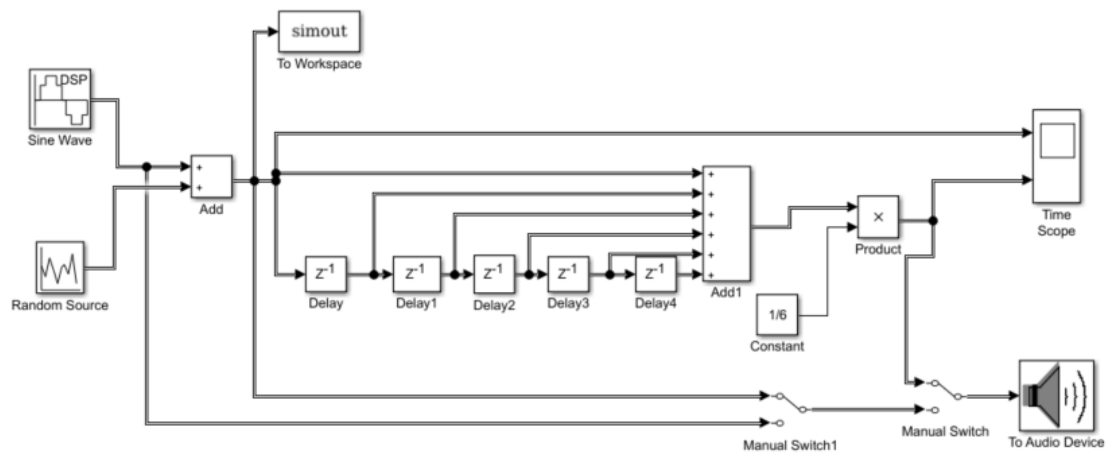 simout
To Workspace
DSP
Sine Wave
+
+
Add
Random Source
Z-1
Delay
Z-1
Delay1
Z-1
Delay2
Z-1
Delay3
Z-1
Delay4
+
+
+
+
+
+
Add1
×
Product
1/6
Constant
Time
Scope
Manual Switch1
Manual Switch
To Audio Device